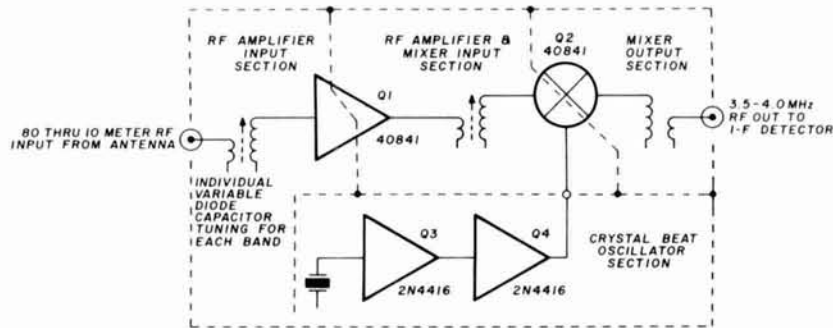 RF AMPLIFIER
INPUT
SECTION
RF AMPLIFIER &
MIXER INPUT
SECTION
Q2
40841
MIXER
OUTPUT
SECTION
Q1
40841
80 THRU 10 METER RF
INPUT FROM ANTENNA
3.5-4.0MHz
RF OUT TO
I-F DETECTOR
INDIVIDUAL
VARIABLE
DIODE
CAPACITOR
TUNING FOR
EACH BAND
Q3
2N4416
Q4
2N4416
CRYSTAL BEAT
OSCILLATOR
SECTION